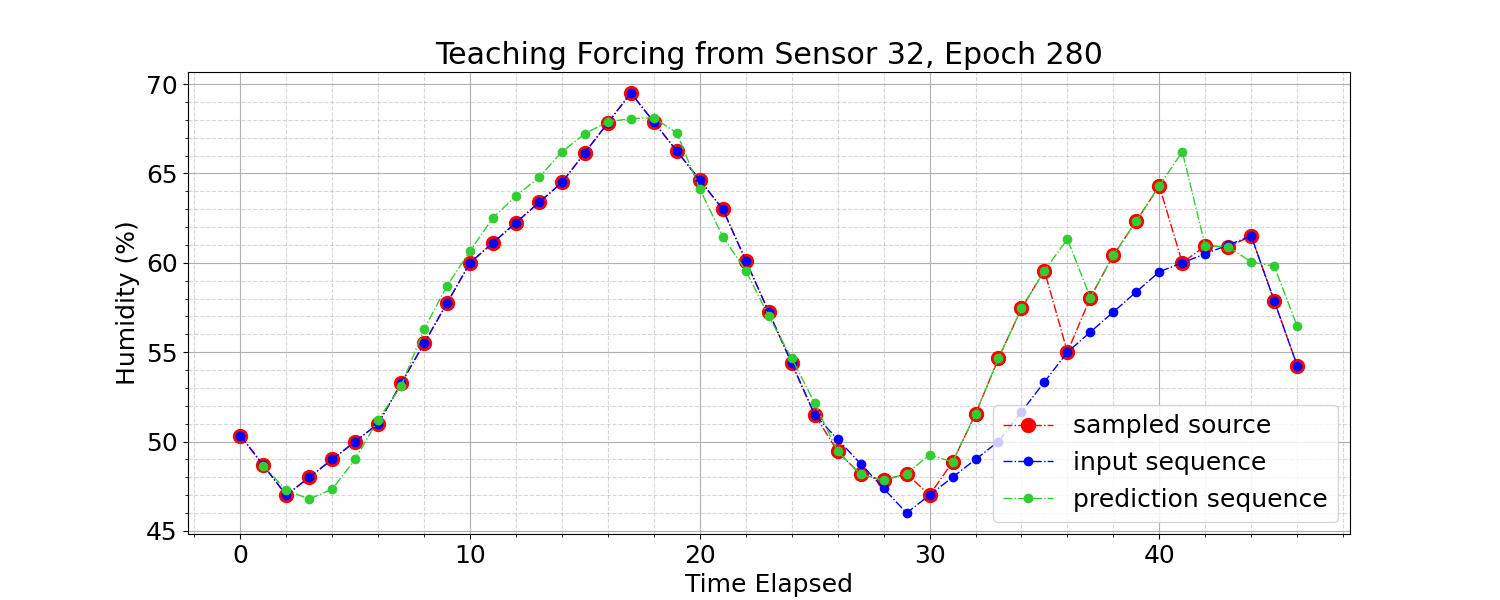 Teaching Forcing from Sensor 32, Epoch 280
70
65
60
55
50
45
Humidity (%)
0 10 20 30 40
Time Elapsed
sampled source
input sequence
prediction sequence